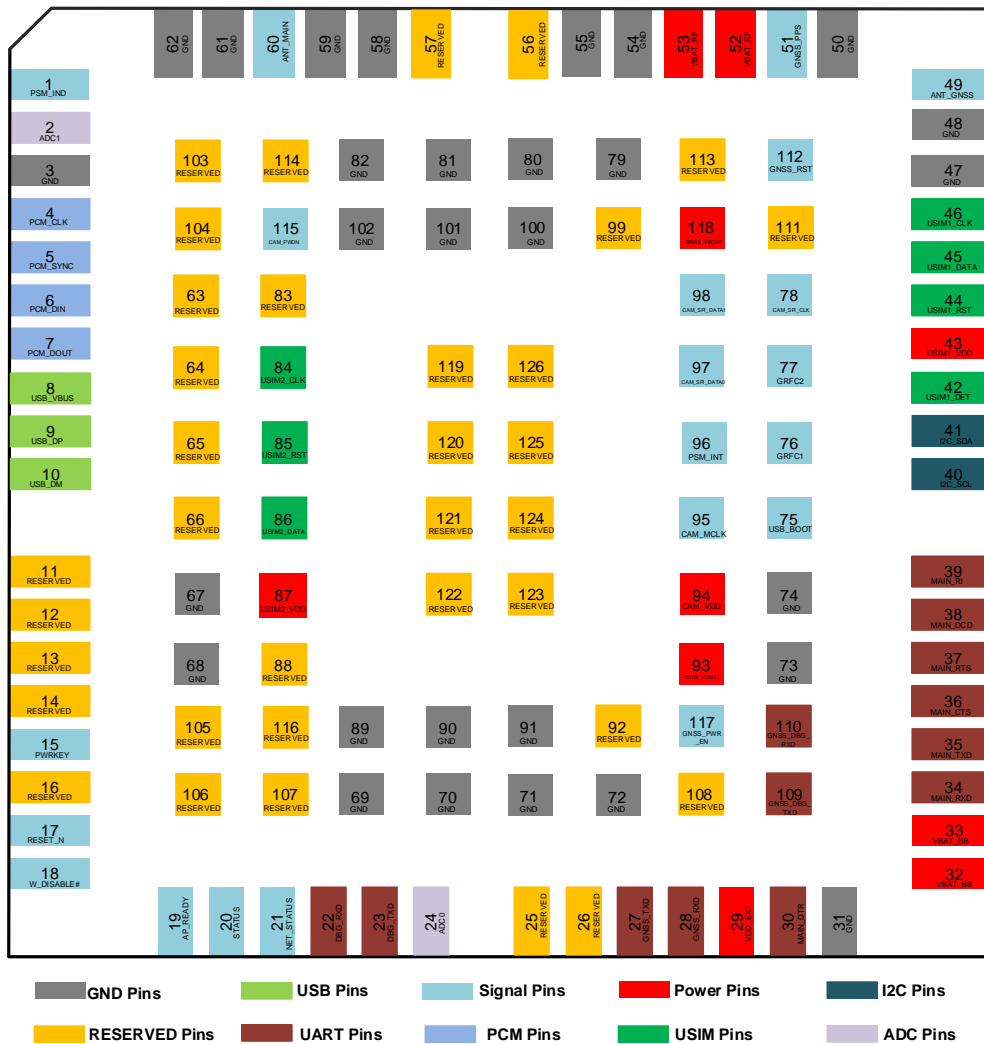 62 GND
61 GND
60 ANT_MAIN
59 GND
58 GND
57 RESERVED
56 RESERVED
55 GND
54 GND
53 VBAT_RF
52 VBAT_RF
51 GNSS_PPS
50 GND
1 PSM_IND
2 ADC1
3 GND
4 PCM_CLK
5 PCM_SYNC
6 PCM_DIN
7 PCM_DOUT
8 USB_VBUS
9 USB_DP
10 USB_DM
11 RESERVED
12 RESERVED
13 RESERVED
14 RESERVED
15 PWRKEY
16 RESERVED
17 RESET_N
18 W_DISABLE#
103 RESERVED
114 RESERVED
82 GND
81 GND
80 GND
79 GND
113 RESERVED
112 GNSS_RST
104 RESERVED
115 CAM_PWDN
102 GND
101 GND
100 GND
99 RESERVED
118 GNSS_VBCKP
111 RESERVED
63 RESERVED
83 RESERVED
98 CAM_SPI_DATA1
78 CAM_SPI_CLK
64 RESERVED
84 USIM2_CLK
119 RESERVED
126 RESERVED
97 CAM_SPI_DATA0
77 GRFC2
65 RESERVED
85 USIM2_RST
120 RESERVED
125 RESERVED
96 PSM_INT
76 GRFC1
66 RESERVED
86 USIM2_DATA
121 RESERVED
124 RESERVED
95 CAM_MCLK
75 USB_BOOT
67 GND
87 USIM2_VDD
122 RESERVED
123 RESERVED
94 CAM_VDD
74 GND
68 GND
88 RESERVED
93 CAM_VDDIO
73 GND
105 RESERVED
116 RESERVED
89 GND
90 GND
91 GND
92 RESERVED
117 GNSS_PWR
_EN
110 GNSS_DBG_
RXD
106 RESERVED
107 RESERVED
69 GND
70 GND
71 GND
72 GND
108 RESERVED
109 GNSS_DBG_
TXD
49 ANT_GNSS
48 GND
47 GND
46 USIM1_CLK
45 USIM1_DATA
44 USIM1_RST
43 USIM1_VDD
42 USIM1_DET
41 I2C_SDA
40 I2C_SCL
39 MAIN_RI
38 MAIN_DCD
37 MAIN_RTS
36 MAIN_CTS
35 MAIN_TXD
34 MAIN_RXD
33 VBAT_BB
32 VBAT_BB
19 AP_READY
20 STATUS
21 NET_STATUS
22 DBG_RXD
23 DBG_TXD
24 ADC0
25 RESERVED
26 RESERVED
27 GNSS_TXD
28 GNSS_RXD
29 VDD_EXT
30 MAIN_DTR
31 GND
GND Pins
USB Pins
Signal Pins
Power Pins
I2C Pins
RESERVED Pins
UART Pins
PCM Pins
USIM Pins
ADC Pins